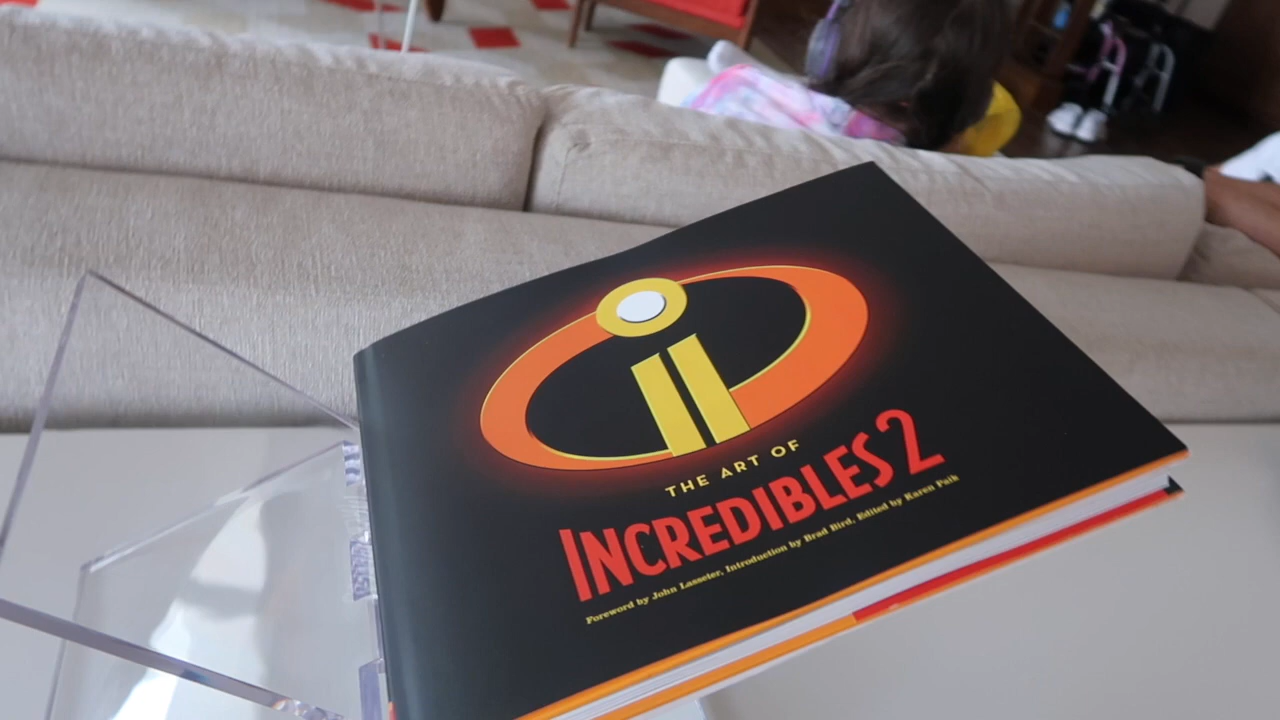 THE ART OF
INCREDIBLES 2
Foreword by John Lasseter, Introduction by Brad Bird, Edited by Karen Paik